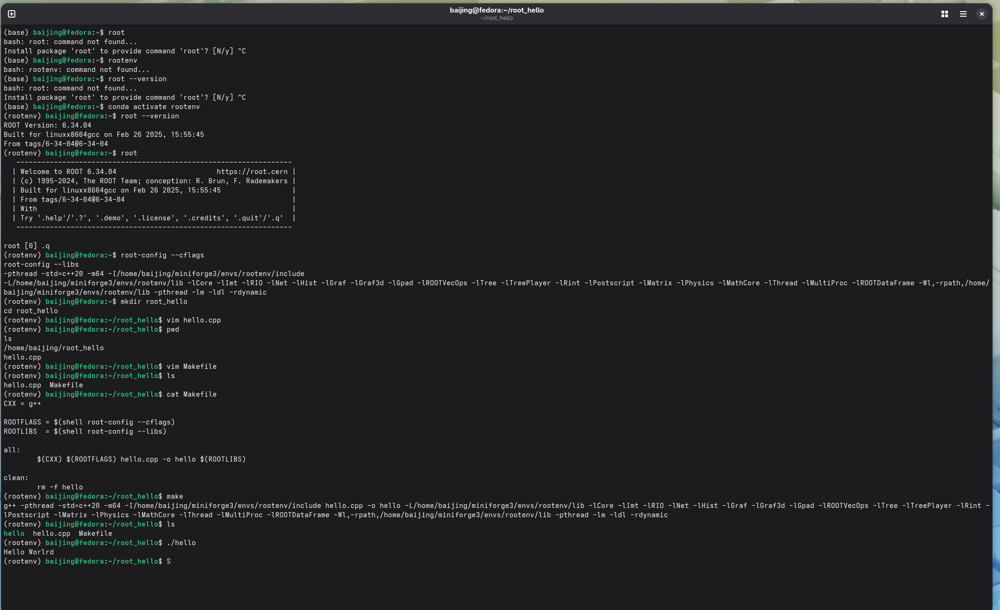 baijing@fedora:~/root_hello
~/root_hello
(base) baijing@fedora:~$ root
bash: root: command not found...
Install package 'root' to provide command 'root'? [N/y] ^C
(base) baijing@fedora:~$ rootenv
bash: rootenv: command not found...
(base) baijing@fedora:~$ root --version
bash: root: command not found...
Install package 'root' to provide command 'root'? [N/y] ^C
(base) baijing@fedora:~$ conda activate rootenv
(rootenv) baijing@fedora:~$ root --version
ROOT Version: 6.34.04
Built for linuxx8664gcc on Feb 26 2025, 15:55:45
From tags/6-34-04@6-34-04
(rootenv) baijing@fedora:~$ root
   ------------------------------------------------------------------
  | Welcome to ROOT 6.34.04                        https://root.cern |
  | (c) 1995-2024, The ROOT Team; conception: R. Brun, F. Rademakers |
  | Built for linuxx8664gcc on Feb 26 2025, 15:55:45                 |
  | From tags/6-34-04@6-34-04                                        |
  | With                                                             |
  | Try '.help'/'.?', '.demo', '.license', '.credits', '.quit'/'.q'  |
   ------------------------------------------------------------------
root [0] .q
(rootenv) baijing@fedora:~$ root-config --cflags
root-config --libs
-pthread -std=c++20 -m64 -I/home/baijing/miniforge3/envs/rootenv/include
-L/home/baijing/miniforge3/envs/rootenv/lib -lCore -lImt -lRIO -lNet -lHist -lGraf -lGraf3d -lGpad -lROOTVecOps -lTree -lTreePlayer -lRint -lPostscript -lMatrix -lPhysics -lMathCore -lThread -lMultiProc -lROOTDataFrame -Wl,-rpath,/home/
baijing/miniforge3/envs/rootenv/lib -pthread -lm -ldl -rdynamic
(rootenv) baijing@fedora:~$ mkdir root_hello
cd root_hello
(rootenv) baijing@fedora:~/root_hello$ vim hello.cpp
(rootenv) baijing@fedora:~/root_hello$ pwd
ls
/home/baijing/root_hello
hello.cpp
(rootenv) baijing@fedora:~/root_hello$ vim Makefile
(rootenv) baijing@fedora:~/root_hello$ ls
hello.cpp  Makefile
(rootenv) baijing@fedora:~/root_hello$ cat Makefile
CXX = g++
ROOTFLAGS = $(shell root-config --cflags)
ROOTLIBS  = $(shell root-config --libs)
all:
        $(CXX) $(ROOTFLAGS) hello.cpp -o hello $(ROOTLIBS)
clean:
        rm -f hello
(rootenv) baijing@fedora:~/root_hello$ make
g++ -pthread -std=c++20 -m64 -I/home/baijing/miniforge3/envs/rootenv/include hello.cpp -o hello -L/home/baijing/miniforge3/envs/rootenv/lib -lCore -lImt -lRIO -lNet -lHist -lGraf -lGraf3d -lGpad -lROOTVecOps -lTree -lTreePlayer -lRint -
lPostscript -lMatrix -lPhysics -lMathCore -lThread -lMultiProc -lROOTDataFrame -Wl,-rpath,/home/baijing/miniforge3/envs/rootenv/lib -pthread -lm -ldl -rdynamic
(rootenv) baijing@fedora:~/root_hello$ ls
hello  hello.cpp  Makefile
(rootenv) baijing@fedora:~/root_hello$ ./hello
Hello Worlrd
(rootenv) baijing@fedora:~/root_hello$ S